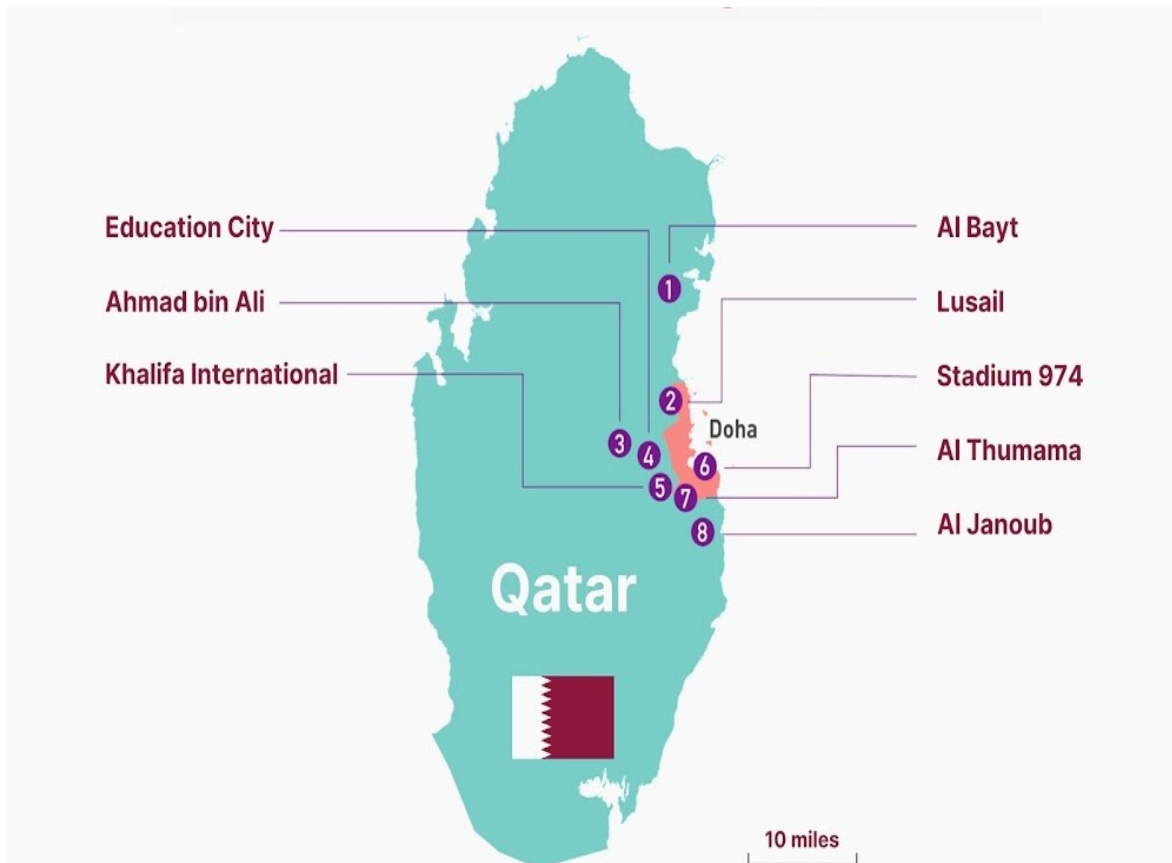 Education City
Ahmad bin Ali
Khalifa International
Al Bayt
Lusail
Stadium 974
Al Thumama
Al Janoub
1
2
3
4
5
6
7
8
Doha
Qatar
10 miles